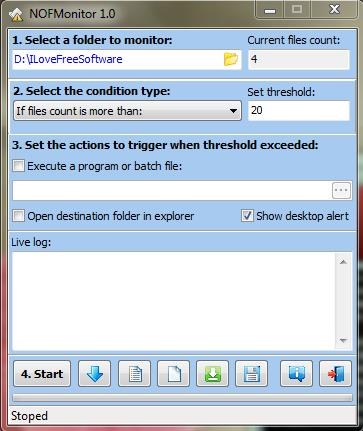 NOFMonitor 1.0
1. Select a folder to monitor: Current files count:
D:\ILoveFreeSoftware 4
2. Select the condition type: Set threshold:
If files count is more than: 20
3. Set the actions to trigger when threshold exceeded:
Execute a program or batch file:
...
Open destination folder in explorer Show desktop alert
Live log:
4. Start
Stoped